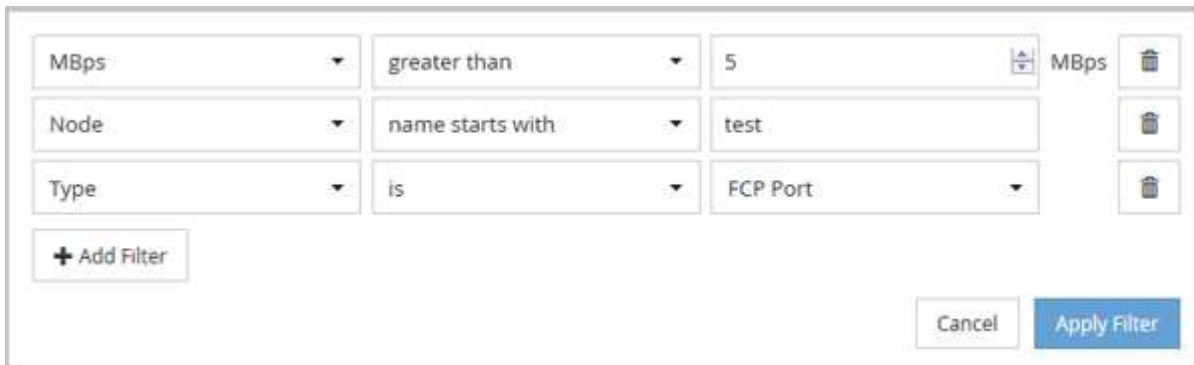 MBps greater than 5 MBps
Node name starts with test
Type is FCP Port
+ Add Filter
Cancel Apply Filter